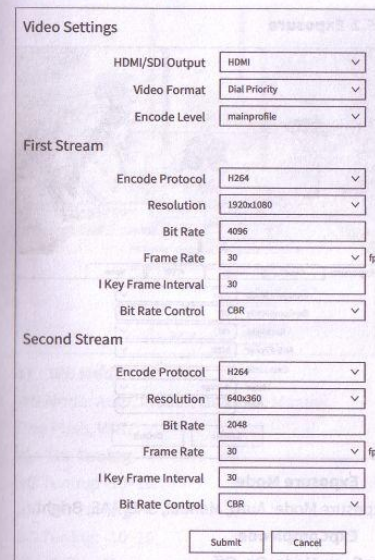 Video Settings
HDMI/SDI Output HDMI
Video Format Dial Priority
Encode Level mainprofile
First Stream
Encode Protocol H264
Resolution 1920x1080
Bit Rate 4096
Frame Rate 30 fp
I Key Frame Interval 30
Bit Rate Control CBR
Second Stream
Encode Protocol H264
Resolution 640x360
Bit Rate 2048
Frame Rate 30 fp
I Key Frame Interval 30
Bit Rate Control CBR
Submit Cancel